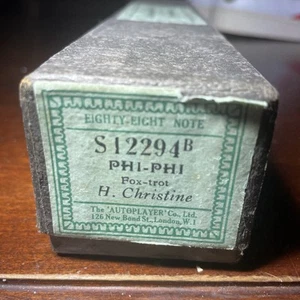 EIGHTY-EIGHT NOTE
S12294B
PHI-PHI
Fox-trot
H. Christine
The "AUTOPLAYER" Co., Ltd.
126 New Bond St., London, W.1